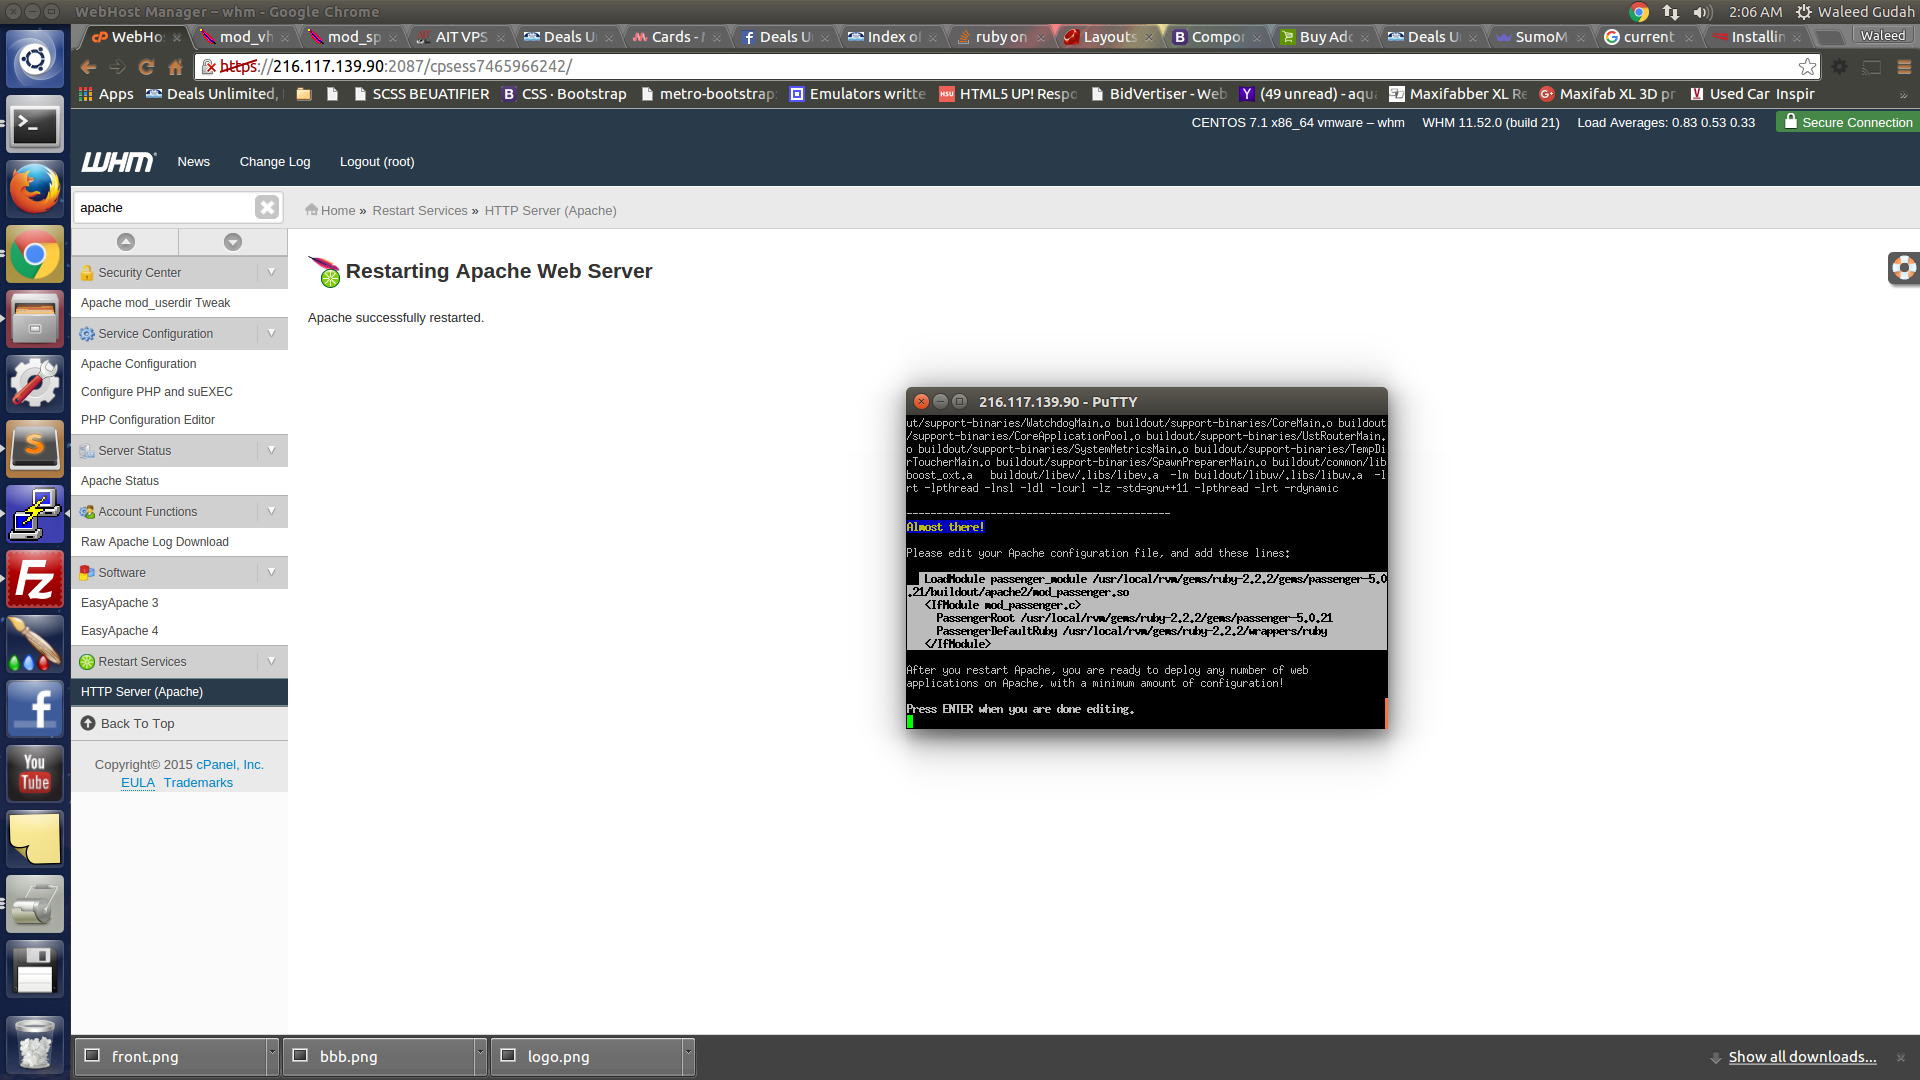 WebHost Manager – whm - Google Chrome
2:06 AM Waleed Gudah
WebHo
mod_vh
mod_sp
AIT VPS
Deals U
Cards -
Deals U
Index o
ruby on
Layouts
Compor
Buy Ado
Deals U
SumoM
current
Installin
Waleed
https://216.117.139.90:2087/cpsess7465966242/
Apps
Deals Unlimited,
SCSS BEUATIFIER
CSS · Bootstrap
metro-bootstrap
Emulators writte
HTML5 UP! Respo
BidVertiser - Web
(49 unread) - aqu
Maxifabber XL Re
Maxifab XL 3D pr
Used Car Inspir
»
CENTOS 7.1 x86_64 vmware – whm WHM 11.52.0 (build 21) Load Averages: 0.83 0.53 0.33 Secure Connection
WHM News Change Log Logout (root)
apache
Home » Restart Services » HTTP Server (Apache)
Security Center
Apache mod_userdir Tweak
Service Configuration
Apache Configuration
Configure PHP and suEXEC
PHP Configuration Editor
Server Status
Apache Status
Account Functions
Raw Apache Log Download
Software
EasyApache 3
EasyApache 4
Restart Services
HTTP Server (Apache)
Back To Top
Copyright© 2015 cPanel, Inc.
EULA Trademarks
Restarting Apache Web Server
Apache successfully restarted.
216.117.139.90 - PuTTY
ut/support-binaries/WatchdogMain.o buildout/support-binaries/CoreMain.o buildout
/support-binaries/CoreApplicationPool.o buildout/support-binaries/UstRouterMain.
o buildout/support-binaries/SystemMetricsMain.o buildout/support-binaries/TempDi
rToucherMain.o buildout/support-binaries/SpawnPreparerMain.o buildout/common/lib
boost_oxt.a buildout/libev/.libs/libev.a -lm buildout/libuv/.libs/libuv.a -l
rt -lpthread -lnsl -ldl -lcurl -lz -std=gnu++11 -lpthread -lrt -rdynamic
--------------------------------------------
Almost there!
Please edit your Apache configuration file, and add these lines:
LoadModule passenger_module /usr/local/rvm/gems/ruby-2.2.2/gems/passenger-5.0
.21/buildout/apache2/mod_passenger.so
<IfModule mod_passenger.c>
PassengerRoot /usr/local/rvm/gems/ruby-2.2.2/gems/passenger-5.0.21
PassengerDefaultRuby /usr/local/rvm/gems/ruby-2.2.2/wrappers/ruby
</IfModule>
After you restart Apache, you are ready to deploy any number of web
applications on Apache, with a minimum amount of configuration!
Press ENTER when you are done editing.
You
Tube
front.png
bbb.png
logo.png
Show all downloads...